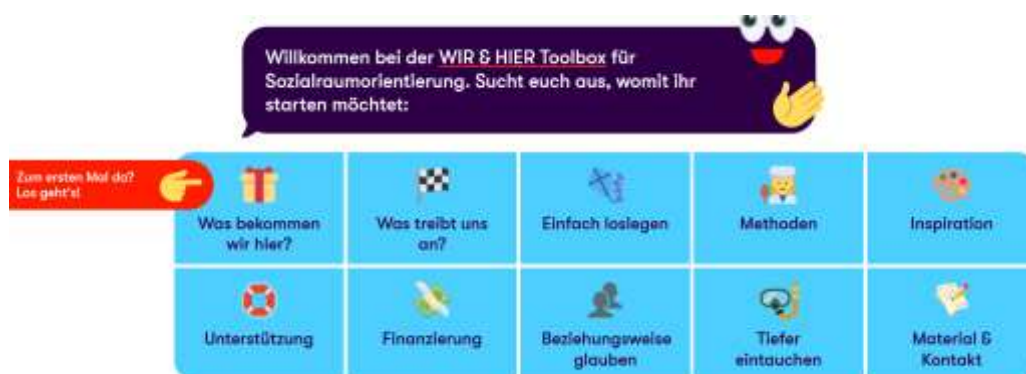 Willkommen bei der WIR & HIER Toolbox für
Sozialraumorientierung. Sucht euch aus, womit ihr
starten möchtet:
Zum ersten Mal da?
Los geht's!
Was bekommen
wir hier?
Was treibt uns
an?
Einfach loslegen
Methoden
Inspiration
Unterstützung
Finanzierung
Beziehungsweise
glauben
Tiefer
eintauchen
Material &
Kontakt